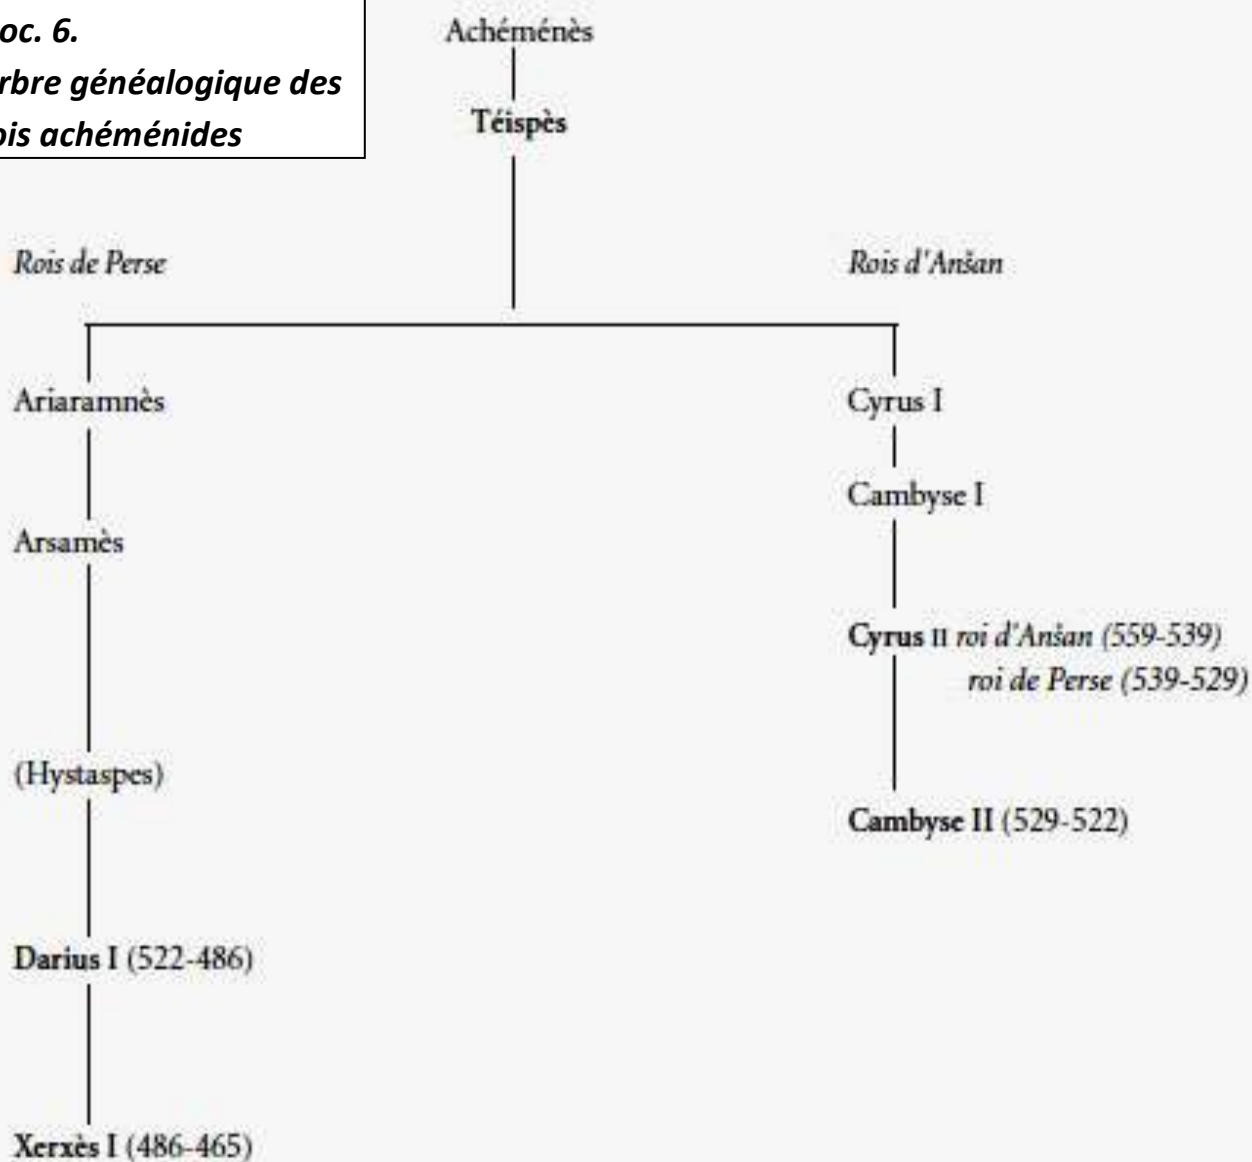 oc. 6.
rbre généalogique des
ois achéménides
Achéménès
Téispès
Rois de Perse
Rois d'Anšan
Ariaramnès
Cyrus I
Cambyse I
Arsamès
Cyrus II roi d'Anšan (559-539)
roi de Perse (539-529)
(Hystaspes)
Cambyse II (529-522)
Darius I (522-486)
Xerxès I (486-465)